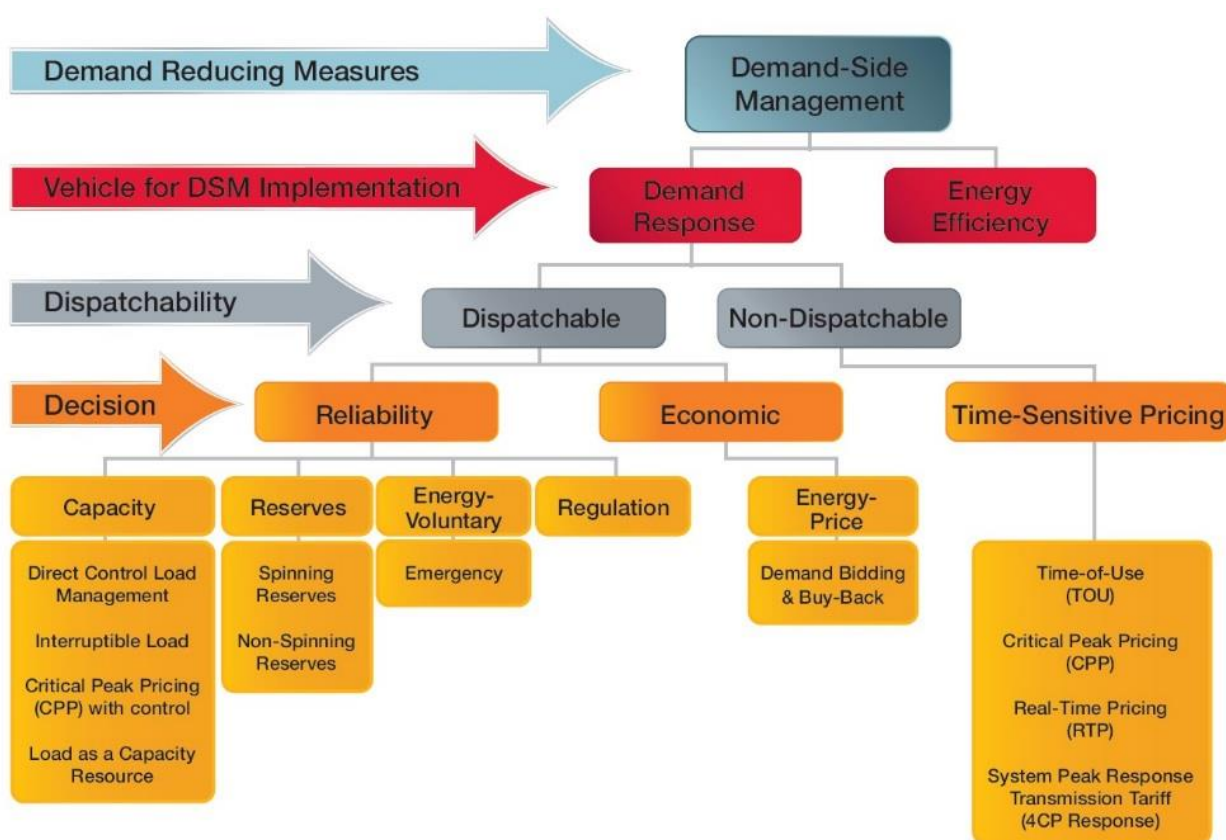 Demand Reducing Measures
Demand-Side
Management
Vehicle for DSM Implementation
Demand
Response
Energy
Efficiency
Dispatchability
Dispatchable
Non-Dispatchable
Decision
Reliability
Economic
Time-Sensitive Pricing
Capacity
Reserves
Energy-
Voluntary
Regulation
Energy-
Price
Direct Control Load
Management
Interruptible Load
Critical Peak Pricing
(CPP) with control
Load as a Capacity
Resource
Spinning
Reserves
Non-Spinning
Reserves
Emergency
Demand Bidding
& Buy-Back
Time-of-Use
(TOU)
Critical Peak Pricing
(CPP)
Real-Time Pricing
(RTP)
System Peak Response
Transmission Tariff
(4CP Response)